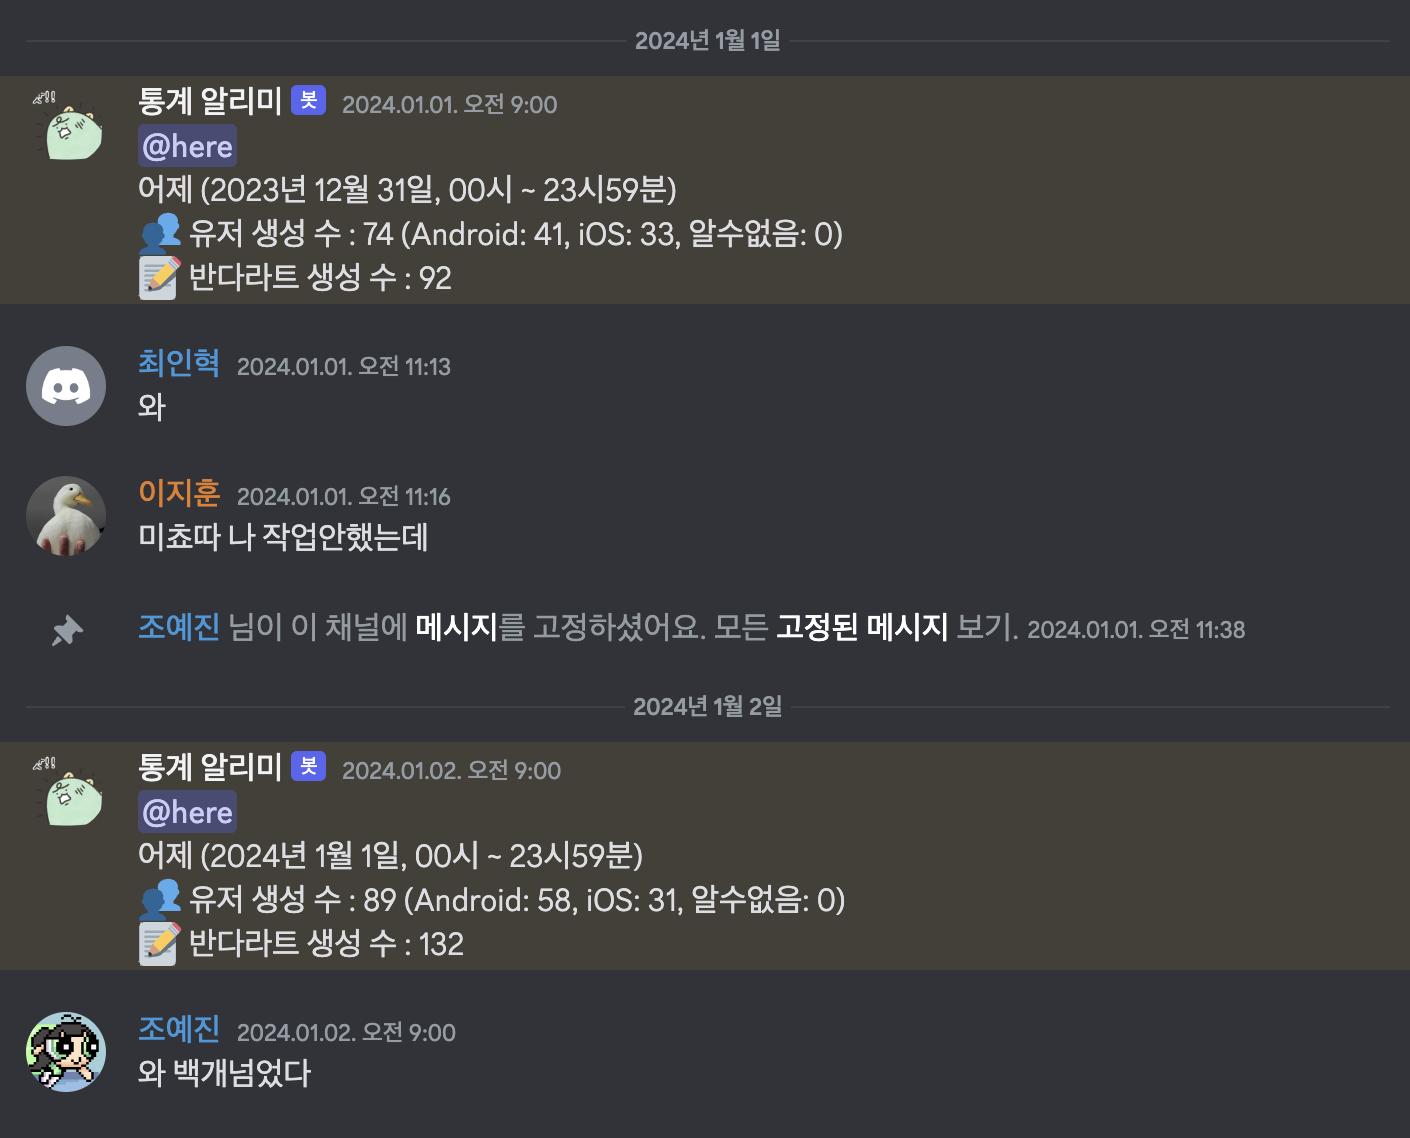 2024년 1월 1일
통계 알리미 봇 2024.01.01. 오전 9:00
@here
어제 (2023년 12월 31일, 00시 ~ 23시59분)
👥 유저 생성 수 : 74 (Android: 41, iOS: 33, 알수없음: 0)
📝 반다라트 생성 수 : 92
최인혁 2024.01.01. 오전 11:13
와
이지훈 2024.01.01. 오전 11:16
미쵸따 나 작업안했는데
조예진 님이 이 채널에 메시지를 고정하셨어요. 모든 고정된 메시지 보기. 2024.01.01. 오전 11:38
2024년 1월 2일
통계 알리미 봇 2024.01.02. 오전 9:00
@here
어제 (2024년 1월 1일, 00시 ~ 23시59분)
👥 유저 생성 수 : 89 (Android: 58, iOS: 31, 알수없음: 0)
📝 반다라트 생성 수 : 132
조예진 2024.01.02. 오전 9:00
와 백개넘었다